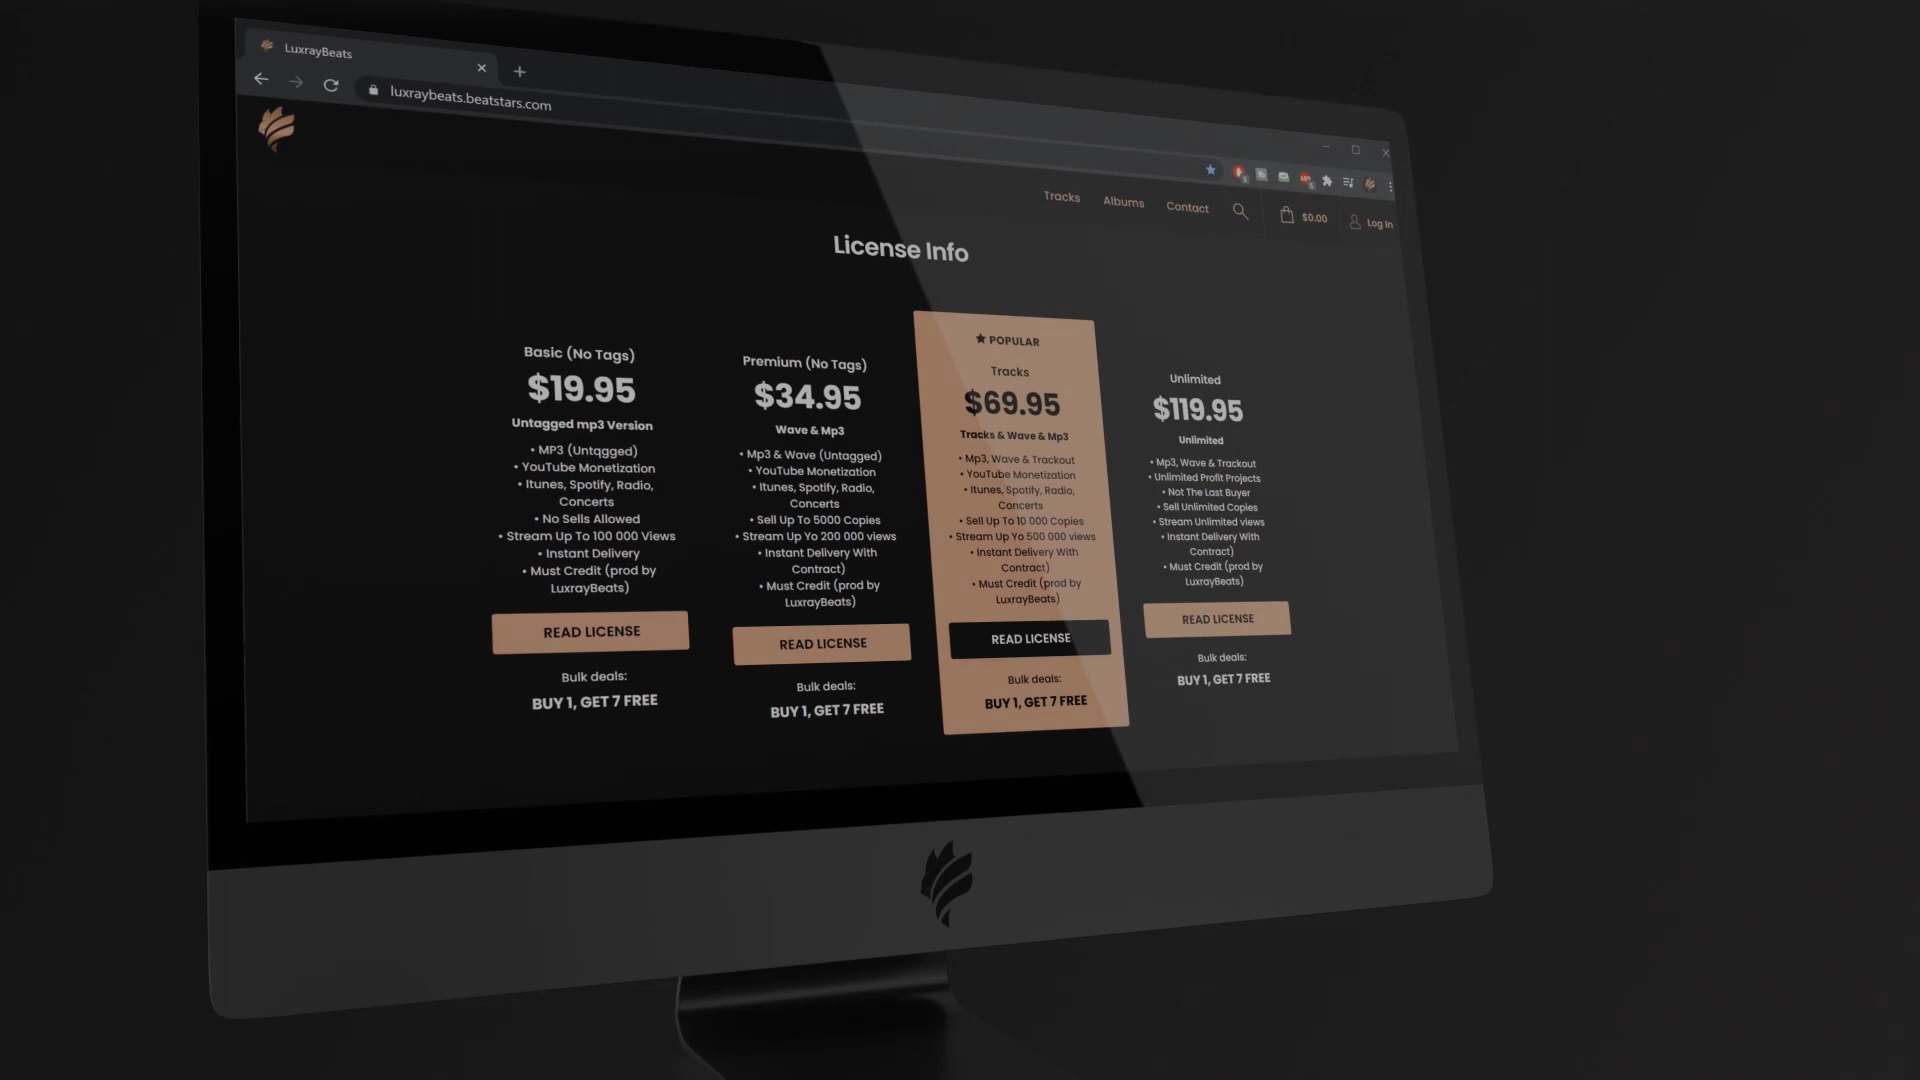 LuxrayBeats
luxraybeats.beatstars.com
Tracks
Albums
Contact
$0.00
Log In
License Info
Basic (No Tags)
$19.95
Untagged mp3 Version
• MP3 (Untqgged)
• YouTube Monetization
• Itunes, Spotify, Radio,
Concerts
• No Sells Allowed
• Stream Up To 100 000 Views
• Instant Delivery
• Must Credit (prod by
LuxrayBeats)
READ LICENSE
Bulk deals:
BUY 1, GET 7 FREE
Premium (No Tags)
$34.95
Wave & Mp3
• Mp3 & Wave (Untagged)
• YouTube Monetization
• Itunes, Spotify, Radio,
Concerts
• Sell Up To 5000 Copies
• Stream Up Yo 200 000 views
• Instant Delivery With
Contract)
• Must Credit (prod by
LuxrayBeats)
READ LICENSE
Bulk deals:
BUY 1, GET 7 FREE
★ POPULAR
Tracks
$69.95
Tracks & Wave & Mp3
• Mp3, Wave & Trackout
• YouTube Monetization
• Itunes, Spotify, Radio,
Concerts
• Sell Up To 10 000 Copies
• Stream Up Yo 500 000 views
• Instant Delivery With
Contract)
• Must Credit (prod by
LuxrayBeats)
READ LICENSE
Bulk deals:
BUY 1, GET 7 FREE
Unlimited
$119.95
Unlimited
• Mp3, Wave & Trackout
• Unlimited Profit Projects
• Not The Last Buyer
• Sell Unlimited Copies
• Stream Unlimited views
• Instant Delivery With
Contract)
• Must Credit (prod by
LuxrayBeats)
READ LICENSE
Bulk deals:
BUY 1, GET 7 FREE